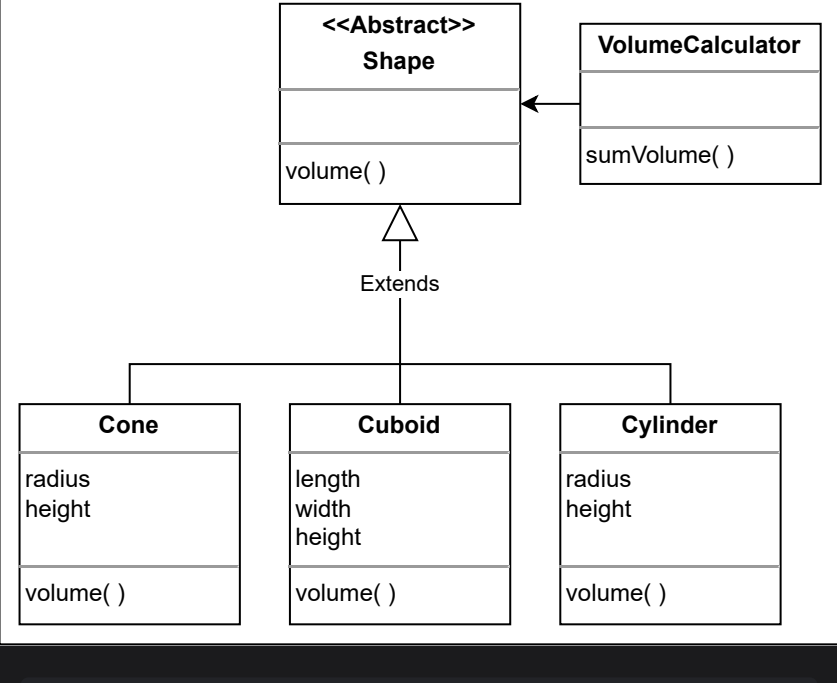 <<Abstract>>
Shape
volume( )
VolumeCalculator
sumVolume( )
Extends
Cone
radius
height
volume( )
Cuboid
length
width
height
volume( )
Cylinder
radius
height
volume( )